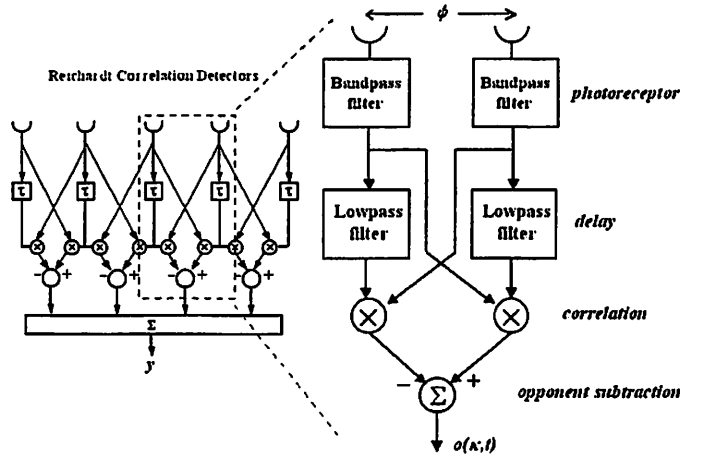 Reichardt Correlation Detectors
ϕ
Bandpass
filter
Bandpass
filter
photoreceptor
τ τ τ τ τ
Lowpass
filter
Lowpass
filter
delay
× × × × × × × ×
− + − + − + − +
× ×
correlation
− +
Σ
opponent subtraction
Σ
y
o(κ,t)